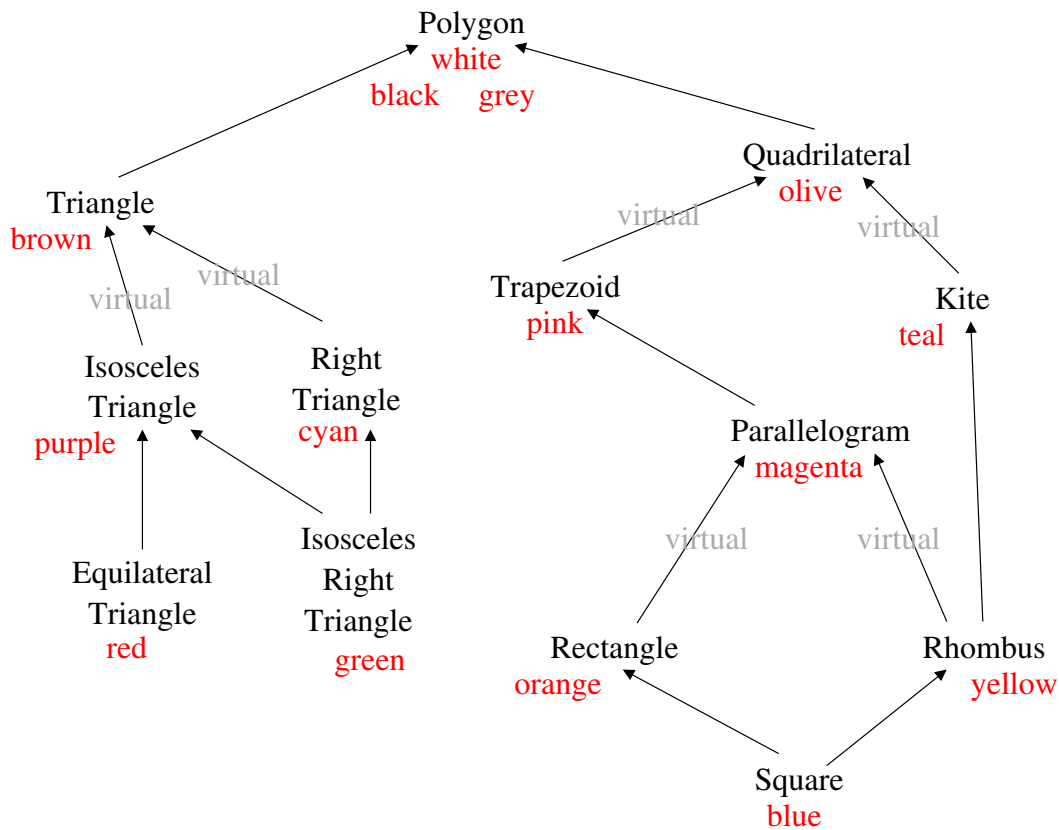 Polygon
white
black grey
Quadrilateral
olive
Triangle
brown
virtual
virtual
virtual
virtual
Trapezoid
pink
Kite
teal
Isosceles
Triangle
purple
Right
Triangle
cyan
Parallelogram
magenta
virtual
virtual
Equilateral
Triangle
red
Isosceles
Right
Triangle
green
Rectangle
orange
Rhombus
yellow
Square
blue